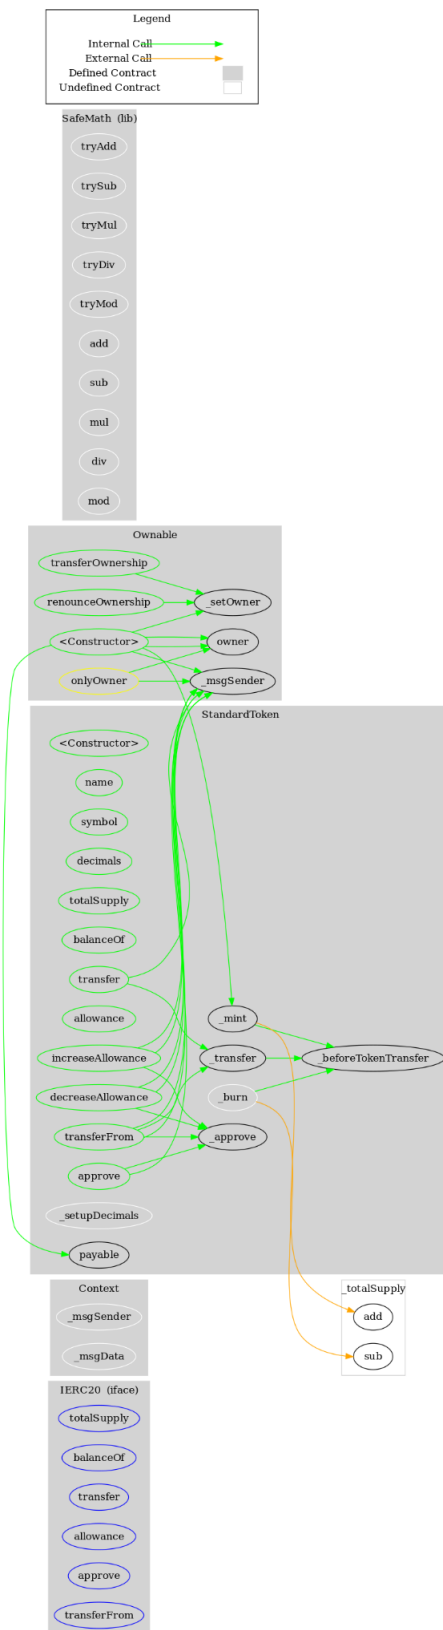 Legend
Internal Call
External Call
Defined Contract
Undefined Contract
SafeMath (lib)
tryAdd
trySub
tryMul
tryDiv
tryMod
add
sub
mul
div
mod
Ownable
transferOwnership
renounceOwnership
_setOwner
<Constructor>
owner
onlyOwner
_msgSender
StandardToken
<Constructor>
name
symbol
decimals
totalSupply
balanceOf
transfer
allowance
_mint
increaseAllowance
_transfer
_beforeTokenTransfer
decreaseAllowance
_burn
transferFrom
_approve
approve
_setupDecimals
payable
Context
_totalSupply
_msgSender
add
_msgData
sub
IERC20 (iface)
totalSupply
balanceOf
transfer
allowance
approve
transferFrom